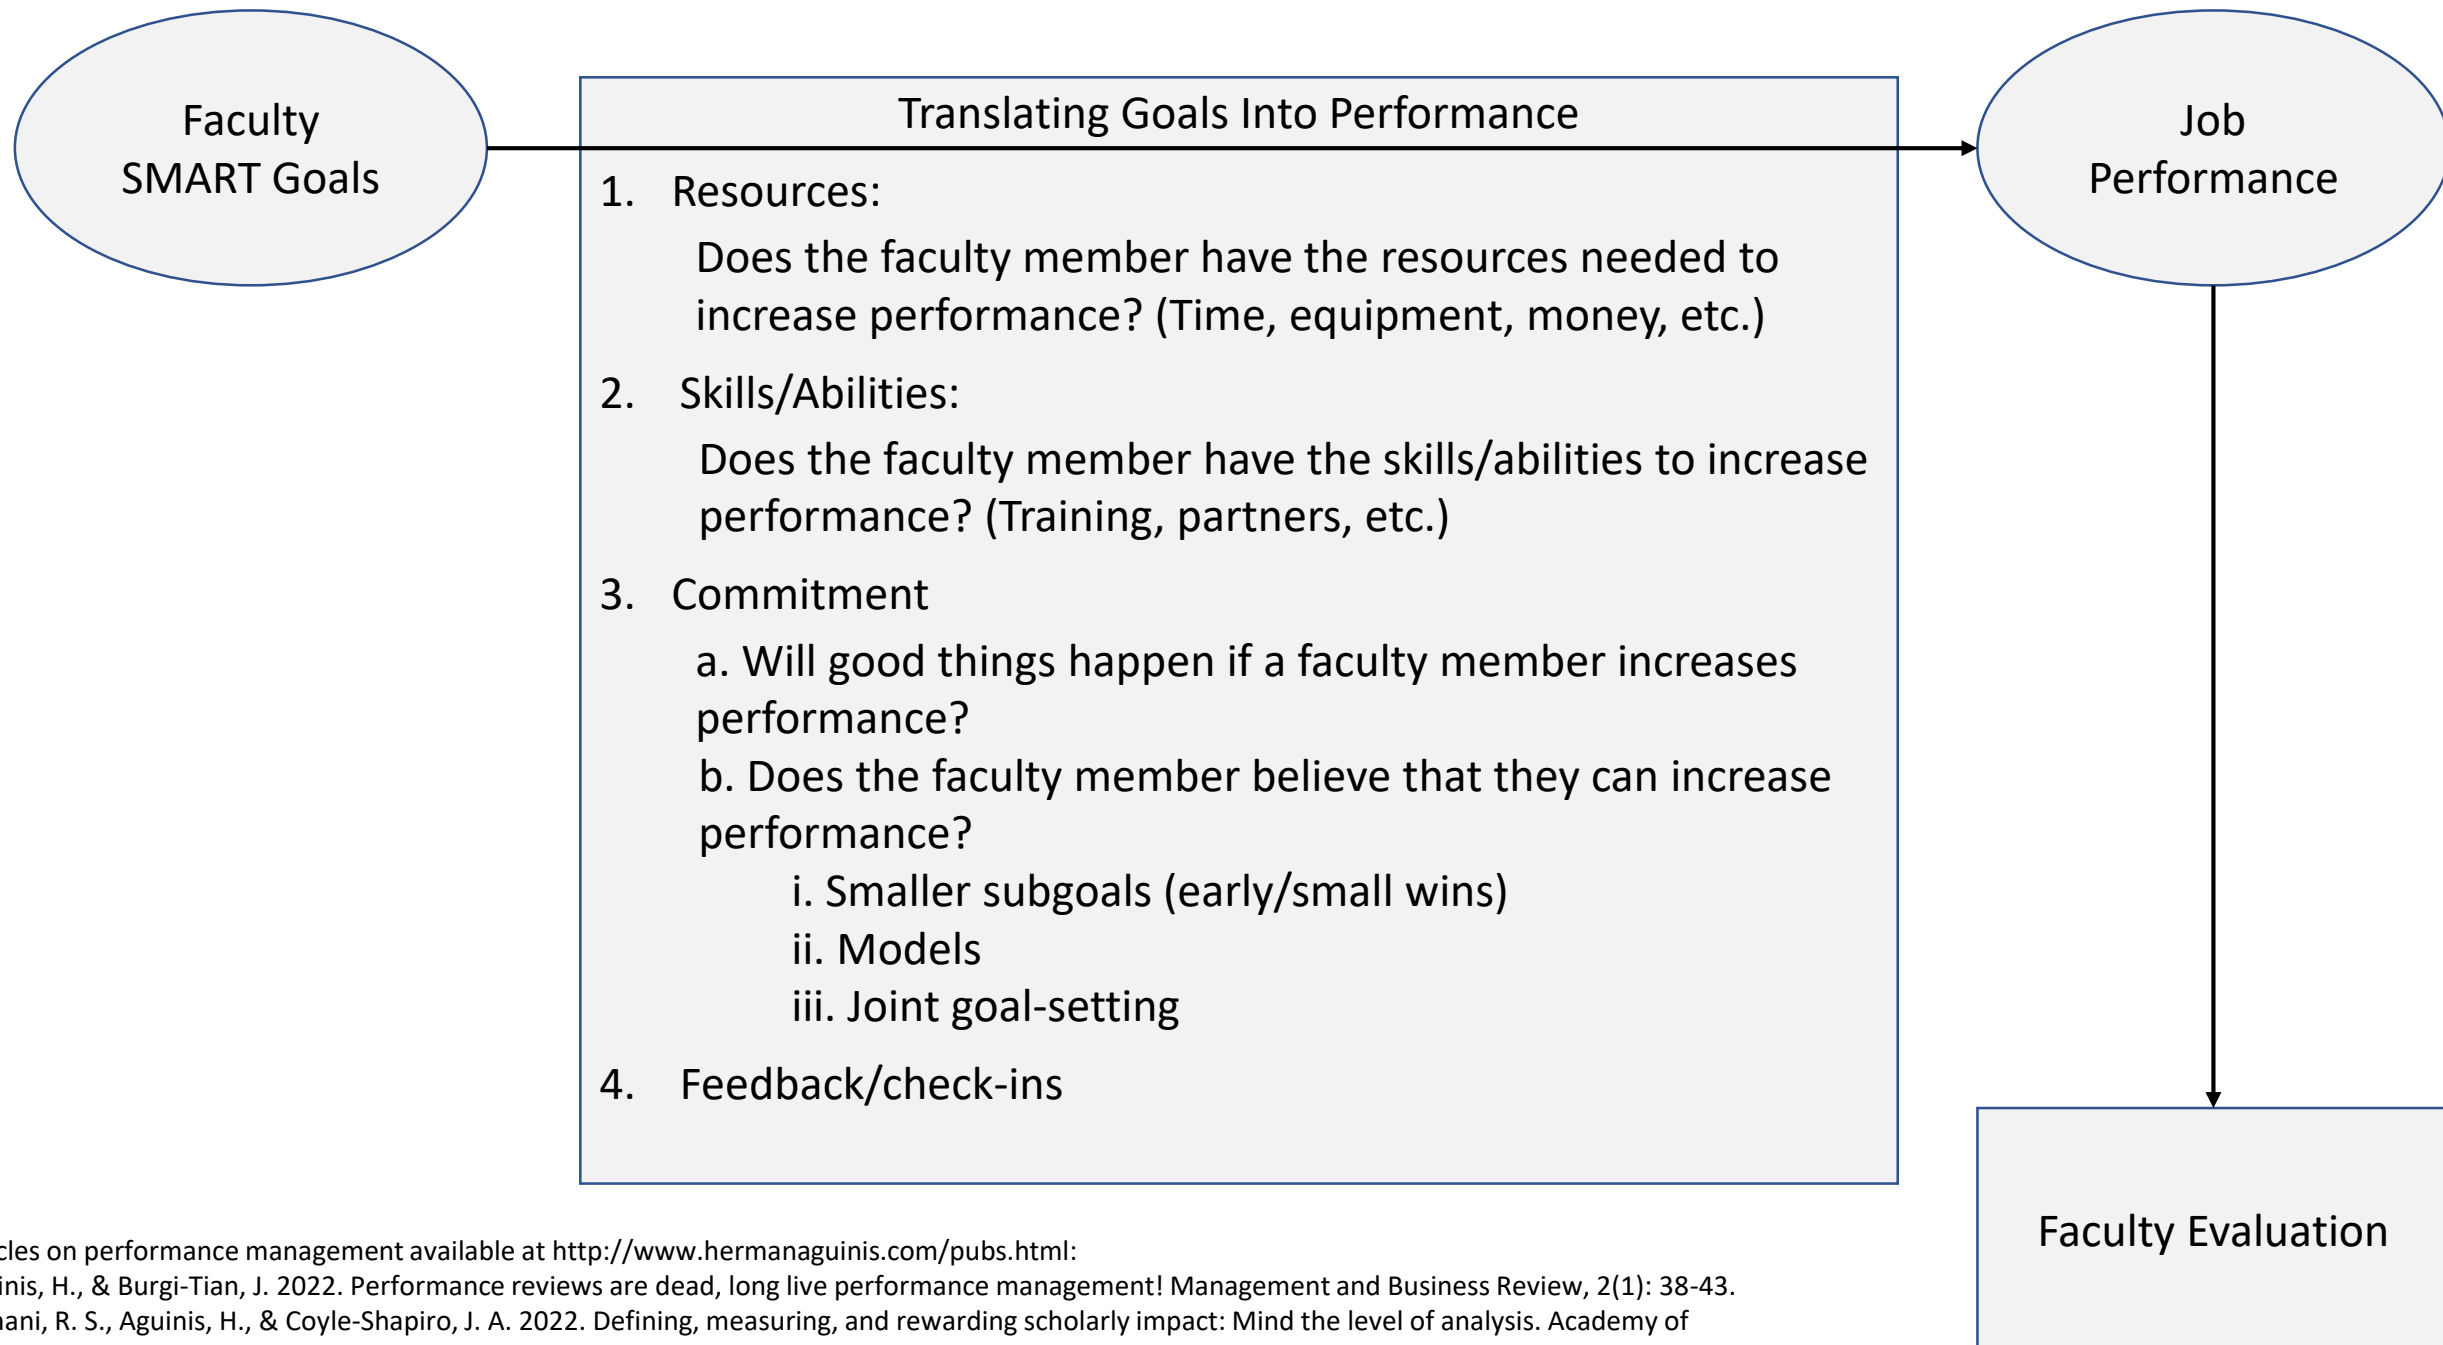 Faculty
SMART Goals
Translating Goals Into Performance
1. Resources:
Does the faculty member have the resources needed to
increase performance? (Time, equipment, money, etc.)
2. Skills/Abilities:
Does the faculty member have the skills/abilities to increase
performance? (Training, partners, etc.)
3. Commitment
a. Will good things happen if a faculty member increases
performance?
b. Does the faculty member believe that they can increase
performance?
i. Smaller subgoals (early/small wins)
ii. Models
iii. Joint goal-setting
4. Feedback/check-ins
Job
Performance
Faculty Evaluation
on performance management available at http://www.hermanaguinis.com/pubs.html:
H., & Burgi-Tian, J. 2022. Performance reviews are dead, long live performance management! Management and Business Review, 2(1): 38-43.
R. S., Aguinis, H., & Coyle-Shapiro, J. A. 2022. Defining, measuring, and rewarding scholarly impact: Mind the level of analysis. Academy of